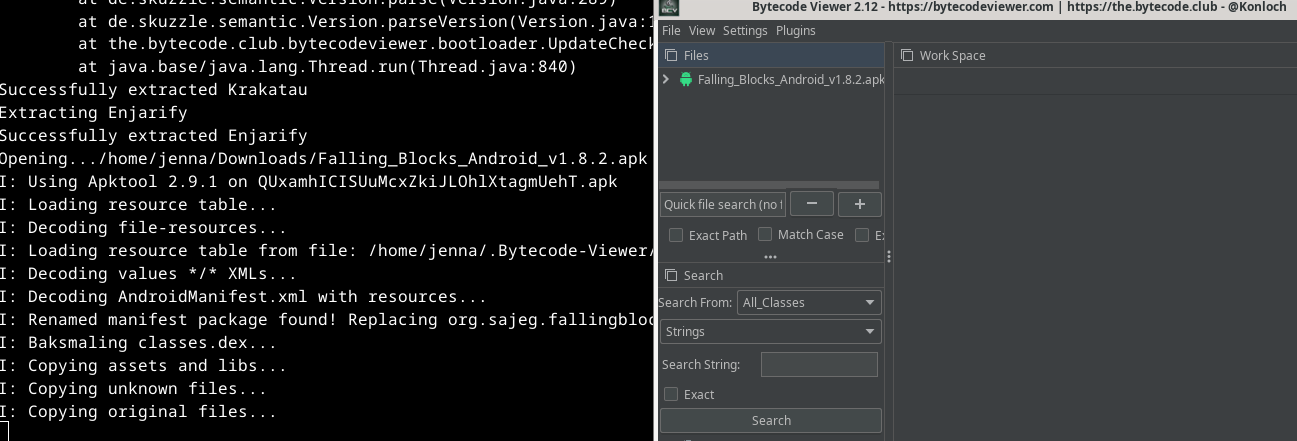 at de.skuzzle.semantic.Version.parse(Version.java:289)
at de.skuzzle.semantic.Version.parseVersion(Version.java:1
at the.bytecode.club.bytecodeviewer.bootloader.UpdateCheck
at java.base/java.lang.Thread.run(Thread.java:840)
Successfully extracted Krakatau
Extracting Enjarify
Successfully extracted Enjarify
Opening.../home/jenna/Downloads/Falling_Blocks_Android_v1.8.2.apk
I: Using Apktool 2.9.1 on QUxamhICISUuMcxZkiJLOhlXtagmUehT.apk
I: Loading resource table...
I: Decoding file-resources...
I: Loading resource table from file: /home/jenna/.Bytecode-Viewer/
I: Decoding values */* XMLs...
I: Decoding AndroidManifest.xml with resources...
I: Renamed manifest package found! Replacing org.sajeg.fallingbloc
I: Baksmaling classes.dex...
I: Copying assets and libs...
I: Copying unknown files...
I: Copying original files...
Bytecode Viewer 2.12 - https://bytecodeviewer.com | https://the.bytecode.club - @Konloch
File View Settings Plugins
Files
Falling_Blocks_Android_v1.8.2.apk
Quick file search (no f
− +
Exact Path Match Case Ex
Search
Search From: All_Classes
Strings
Search String:
Exact
Search
Work Space